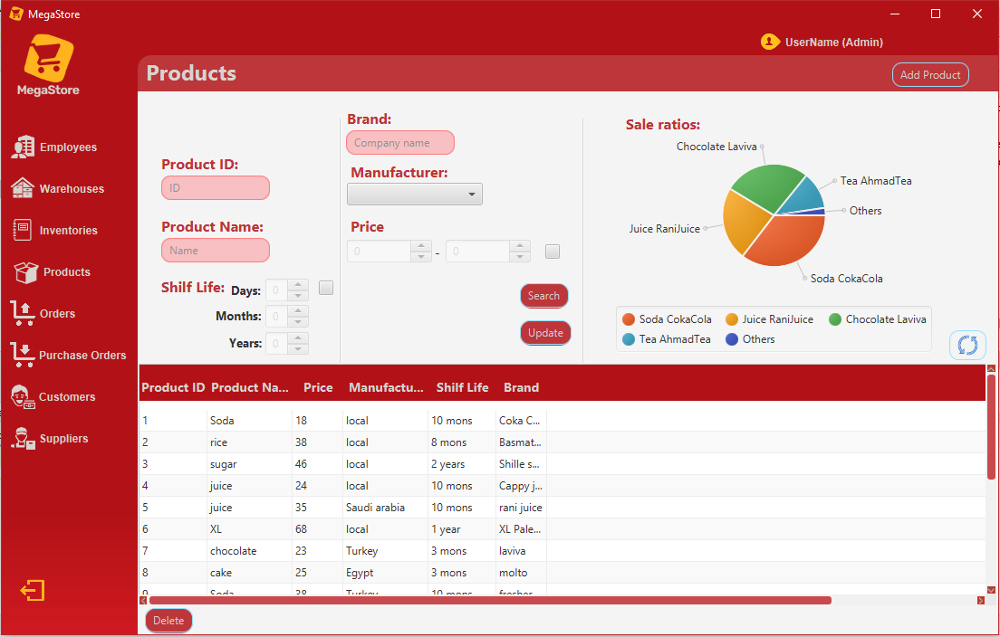 MegaStore
UserName (Admin)
MegaStore
Products
Add Product
Employees
Warehouses
Inventories
Products
Orders
Purchase Orders
Customers
Suppliers
Product ID:
ID
Product Name:
Name
Shilf Life: Days: 0
Months: 0
Years: 0
Brand:
Company name
Manufacturer:
Price
0 - 0
Search
Update
Sale ratios:
Chocolate Laviva
Tea AhmadTea
Others
Juice RaniJuice
Soda CokaCola
Soda CokaCola Juice RaniJuice Chocolate Laviva
Tea AhmadTea Others
Product ID Product Na... Price Manufactu... Shilf Life Brand
1 Soda 18 local 10 mons Coka C...
2 rice 38 local 8 mons Basmat...
3 sugar 46 local 2 years Shille s...
4 juice 24 local 10 mons Cappy j...
5 juice 35 Saudi arabia 10 mons rani juice
6 XL 68 local 1 year XL Pale...
7 chocolate 23 Turkey 3 mons laviva
8 cake 25 Egypt 3 mons molto
9 Soda 38 Turkey 10 mons fresher
Delete